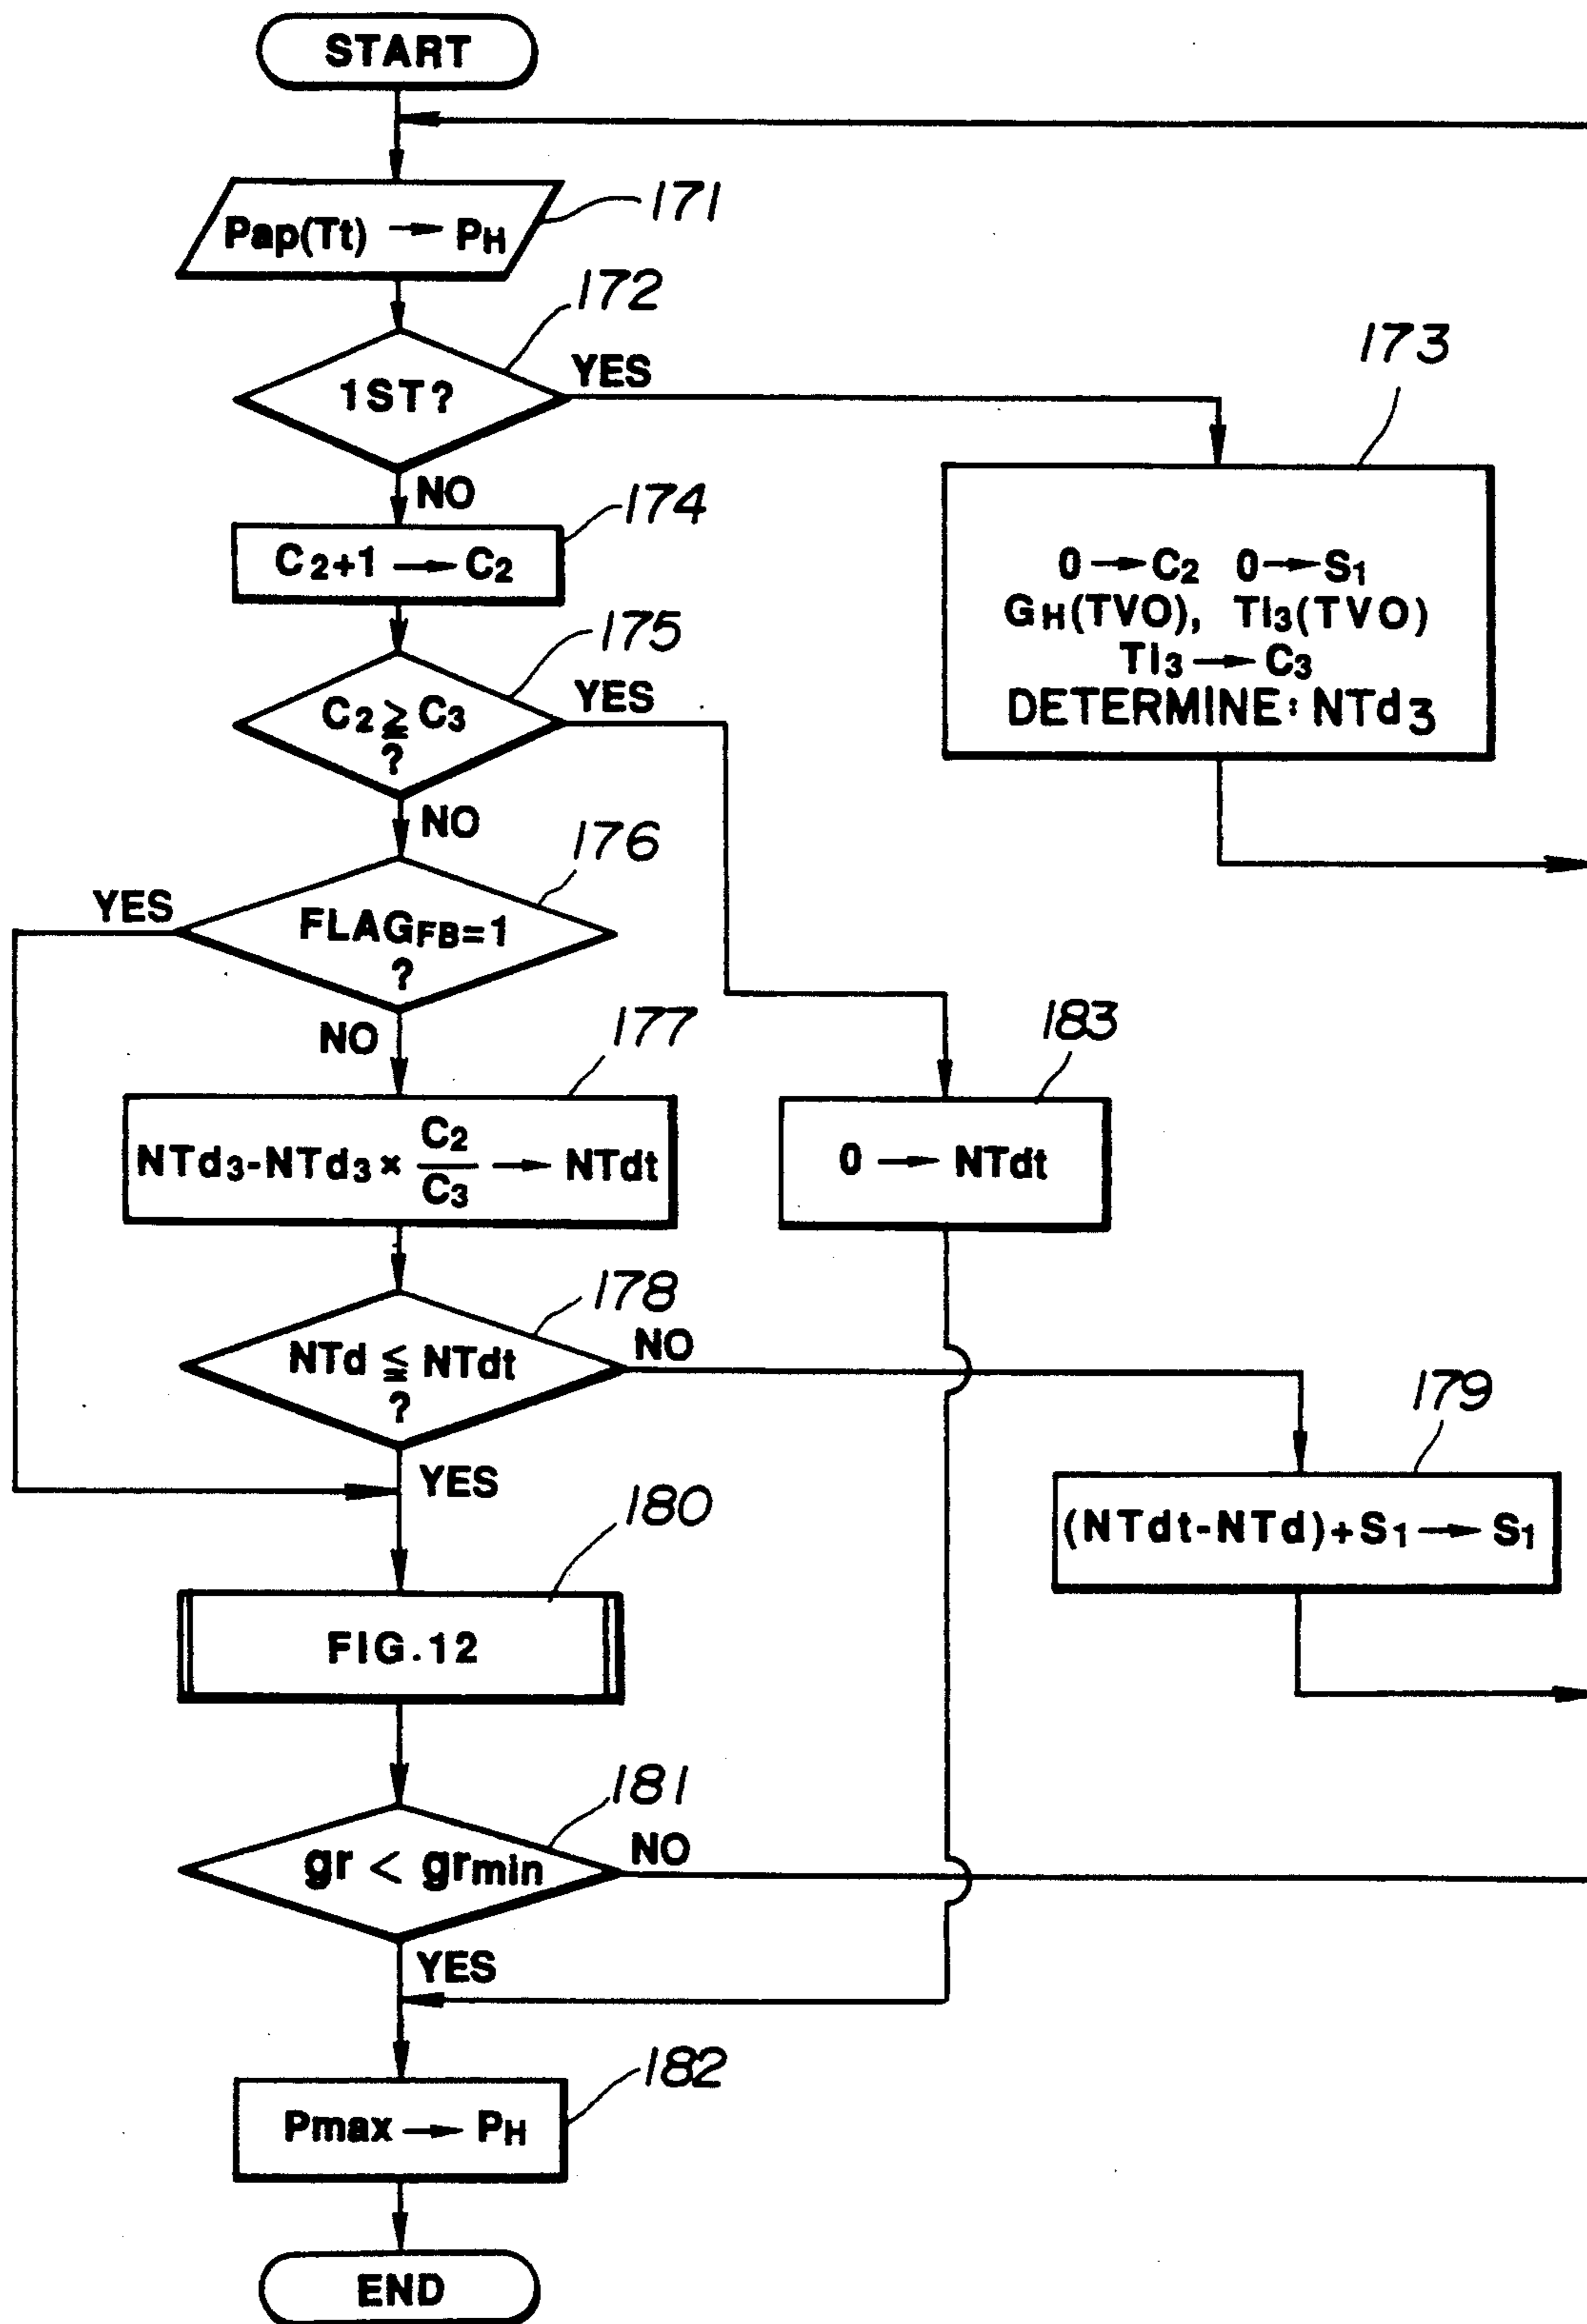 START
171
Pap(Tt) → PH
172
1ST?
YES
173
NO
174
C2+1 → C2
0 → C2 0 → S1
GH(TVO), TI3(TVO)
TI3 → C3
DETERMINE: NTd3
175
C2 ≧ C3
?
YES
NO
176
YES
FLAGFB=1
?
NO
177
183
NTd3-NTd3 × C2/C3 → NTdt
0 → NTdt
178
NTd ≦ NTdt
?
NO
179
YES
(NTdt-NTd)+S1 → S1
180
FIG.12
181
gr < grmin
NO
YES
182
Pmax → PH
END